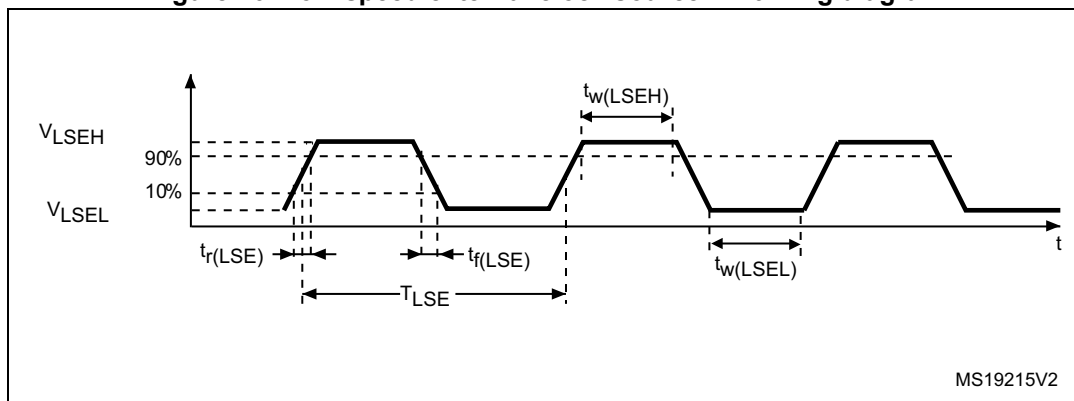 tw(LSEH)
VLSEH
90%
10%
VLSEL
tr(LSE)
tf(LSE)
tw(LSEL)
t
TLSE
MS19215V2